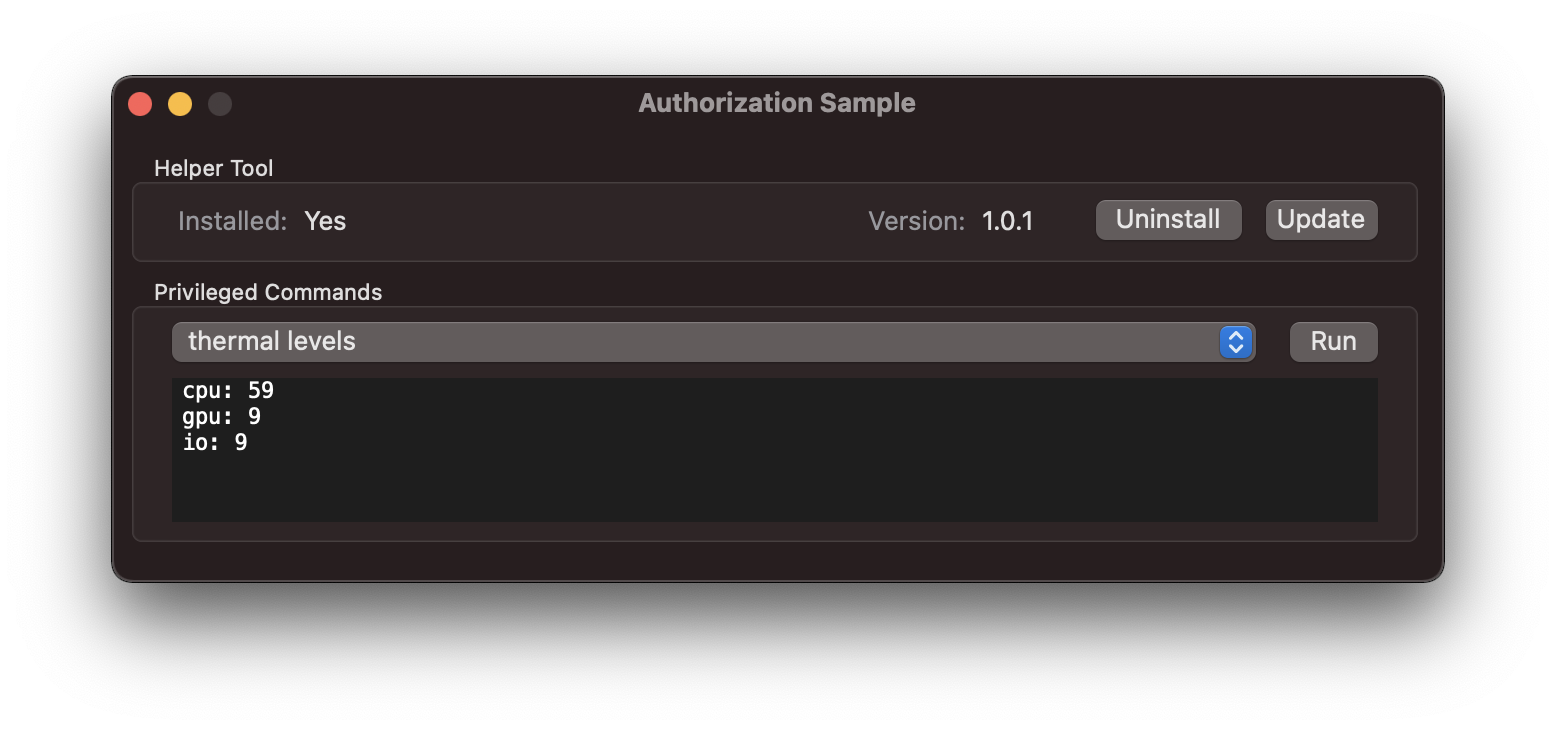 Authorization Sample
Helper Tool
Installed: Yes Version: 1.0.1 Uninstall Update
Privileged Commands
thermal levels Run
cpu: 59
gpu: 9
io: 9